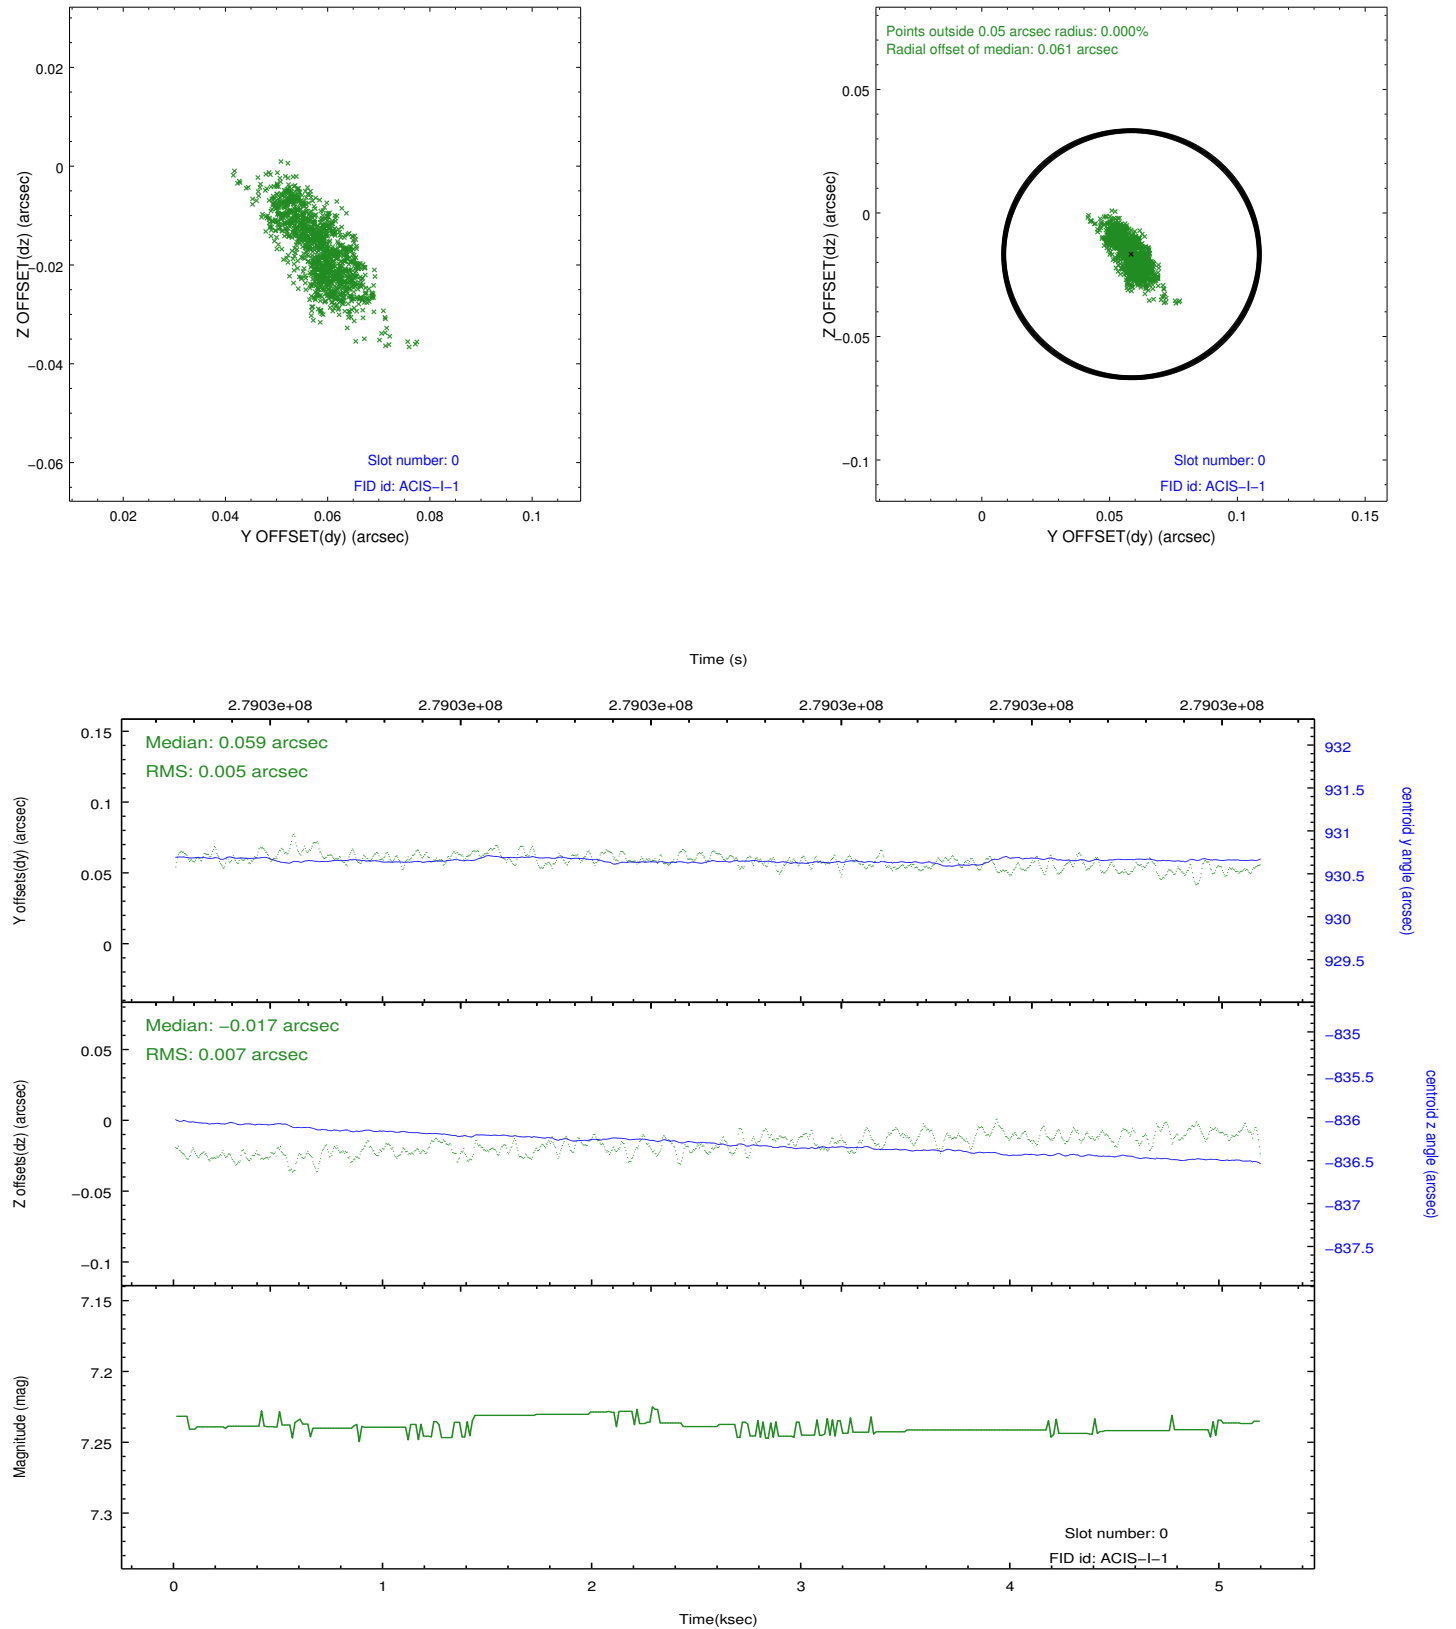 0.02
0
−0.02
−0.04
−0.06
Z OFFSET(dz) (arcsec)
0.02
0.04
0.06
0.08
0.1
Y OFFSET(dy) (arcsec)
Slot number: 0
FID id: ACIS−I−1
Points outside 0.05 arcsec radius: 0.000%
Radial offset of median: 0.061 arcsec
0.05
0
−0.05
−0.1
Z OFFSET(dz) (arcsec)
0
0.05
0.1
0.15
Y OFFSET(dy) (arcsec)
Slot number: 0
FID id: ACIS−I−1
Time (s)
2.7903e+08
2.7903e+08
2.7903e+08
2.7903e+08
2.7903e+08
2.7903e+08
Median: 0.059 arcsec
RMS: 0.005 arcsec
0.15
0.1
0.05
0
Y offsets(dy) (arcsec)
932
931.5
931
930.5
930
929.5
centroid y angle (arcsec)
Median: −0.017 arcsec
RMS: 0.007 arcsec
0.05
0
−0.05
−0.1
Z offsets(dz) (arcsec)
−835
−835.5
−836
−836.5
−837
−837.5
centroid z angle (arcsec)
7.15
7.2
7.25
7.3
Magnitude (mag)
Slot number: 0
FID id: ACIS−I−1
0
1
2
3
4
5
Time(ksec)